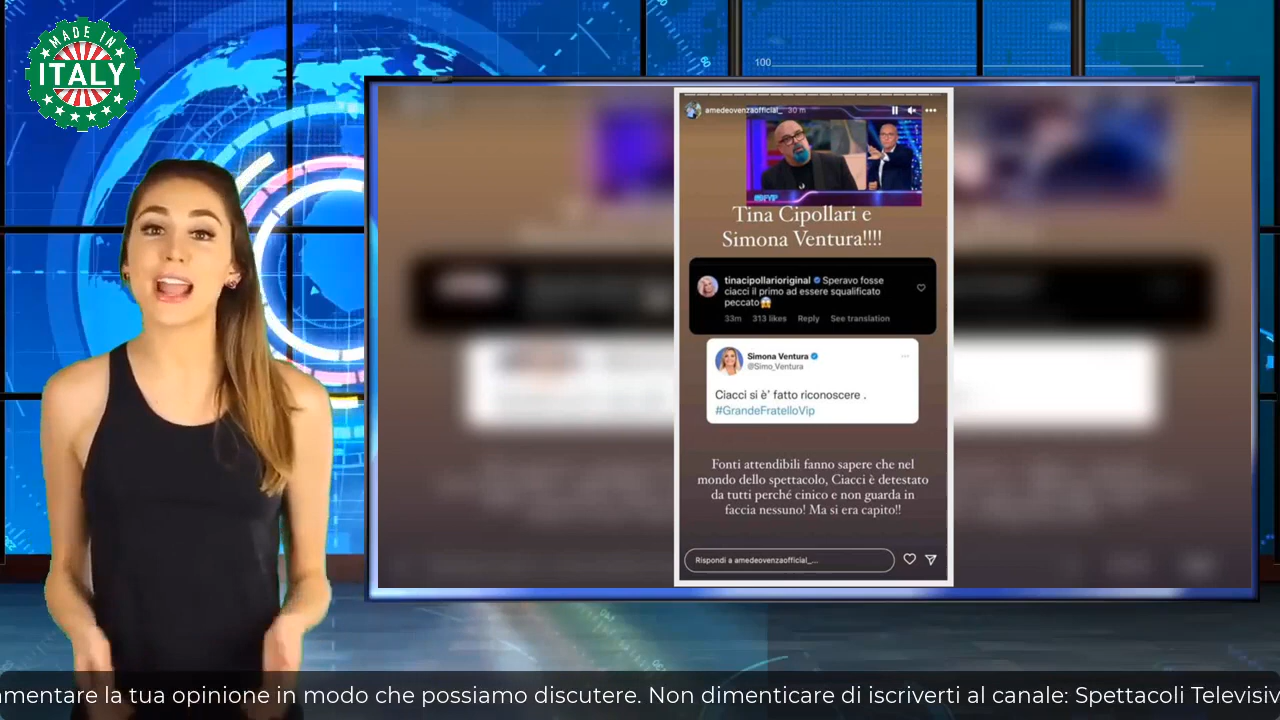 MADE IN
ITALY
100
amedeovenzaofficial_ 30 m
#GFVIP
Tina Cipollari e
Simona Ventura!!!!
tinacipollarioriginal Speravo fosse
ciacci il primo ad essere squalificato
peccato😱
33m 313 likes Reply See translation
Simona Ventura
@Simo_Ventura
Ciacci si è' fatto riconoscere .
#GrandeFratelloVip
Fonti attendibili fanno sapere che nel
mondo dello spettacolo, Ciacci è detestato
da tutti perché cinico e non guarda in
faccia nessuno! Ma si era capito!!
Rispondi a amedeovenzaofficial_...
mmentare la tua opinione in modo che possiamo discutere. Non dimenticare di iscriverti al canale: Spettacoli Televisiv